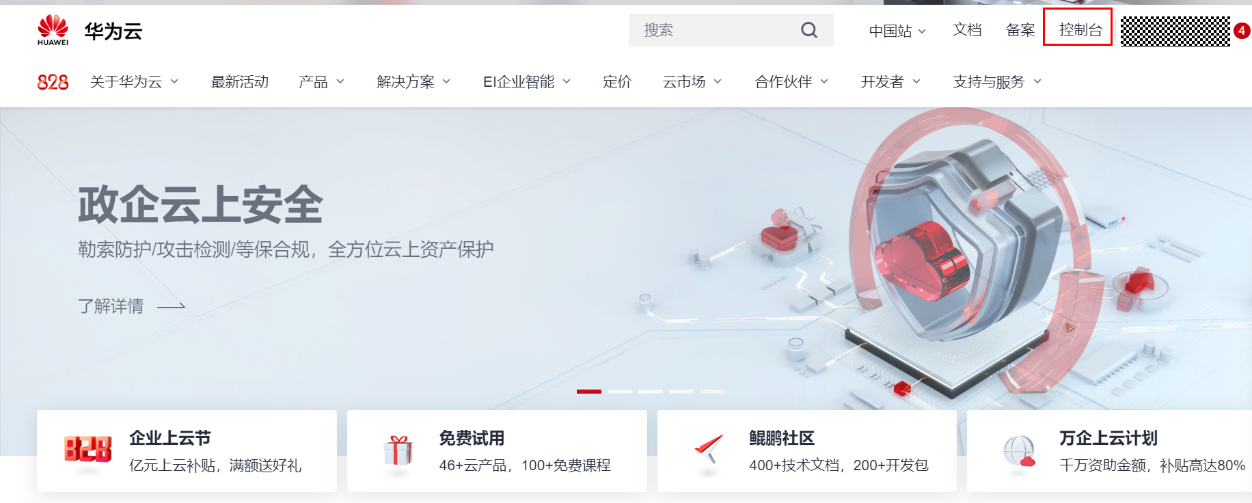 HUAWEI 华为云 搜索 中国站 文档 备案 控制台 4
828 关于华为云 最新活动 产品 解决方案 EI企业智能 定价 云市场 合作伙伴 开发者 支持与服务
政企云上安全
勒索防护/攻击检测/等保合规，全方位云上资产保护
了解详情
828 企业上云节
亿元上云补贴，满额送好礼
免费试用
46+云产品，100+免费课程
鲲鹏社区
400+技术文档，200+开发包
万企上云计划
千万资助金额，补贴高达80%